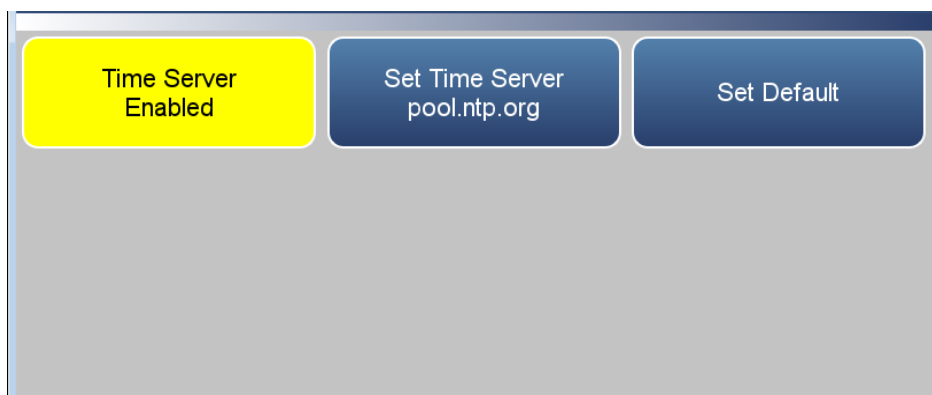 Time Server
Enabled
Set Time Server
pool.ntp.org
Set Default